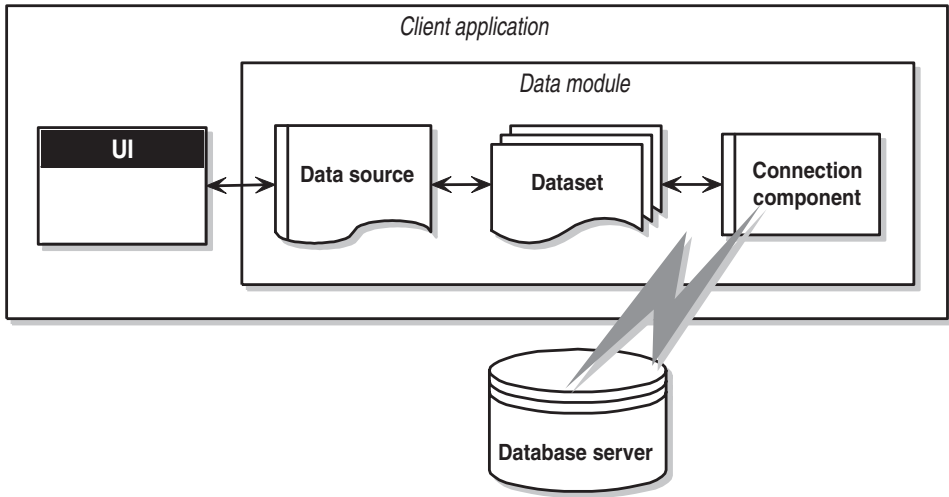 Client application
Data module
UI
Data source
Dataset
Connection
component
Database server